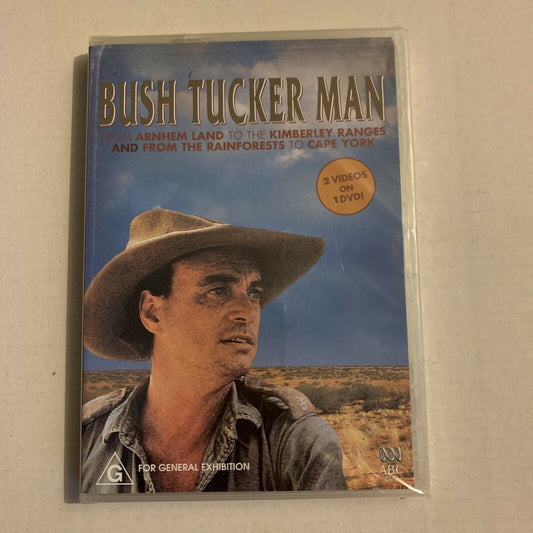 BUSH TUCKER MAN
FROM ARNHEM LAND TO THE KIMBERLEY RANGES
AND FROM THE RAINFORESTS TO CAPE YORK
2 VIDEOS
ON
1 DVD!
G
FOR GENERAL EXHIBITION
ABC